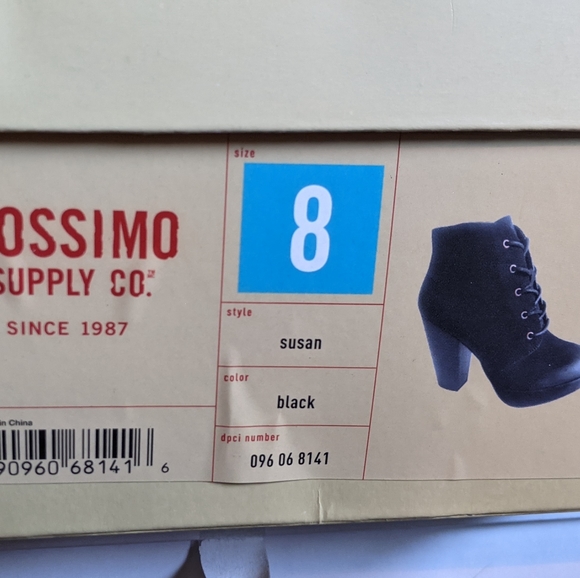 OSSIMO
SUPPLY CO.
SINCE 1987
in China
90960 68141 6
size
8
style
susan
color
black
dpci number
096 06 8141